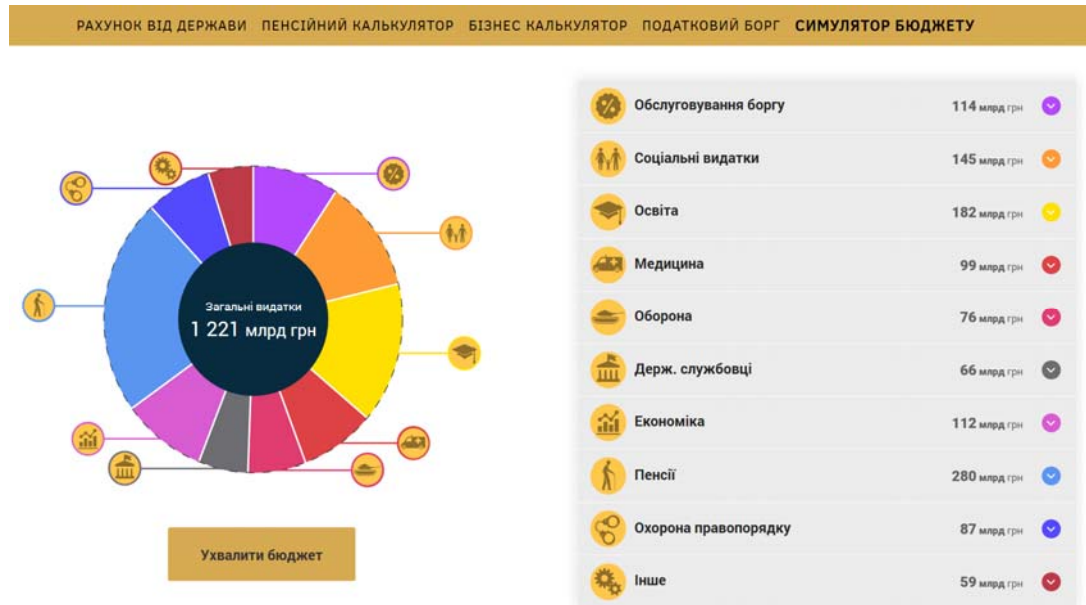 РАХУНОК ВІД ДЕРЖАВИ ПЕНСІЙНИЙ КАЛЬКУЛЯТОР БІЗНЕС КАЛЬКУЛЯТОР ПОДАТКОВИЙ БОРГ СИМУЛЯТОР БЮДЖЕТУ
Загальні видатки
1 221 млрд грн
Ухвалити бюджет
Обслуговування боргу 114 млрд грн
Соціальні видатки 145 млрд грн
Освіта 182 млрд грн
Медицина 99 млрд грн
Оборона 76 млрд грн
Держ. службовці 66 млрд грн
Економіка 112 млрд грн
Пенсії 280 млрд грн
Охорона правопорядку 87 млрд грн
Інше 59 млрд грн